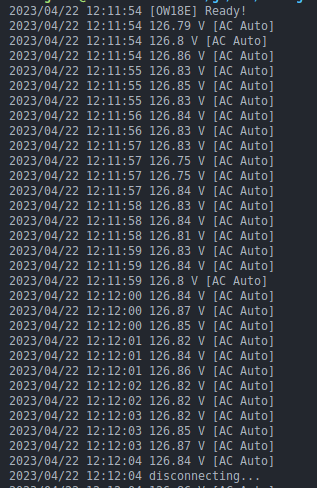 2023/04/22 12:11:54 [OW18E] Ready!
2023/04/22 12:11:54 126.79 V [AC Auto]
2023/04/22 12:11:54 126.8 V [AC Auto]
2023/04/22 12:11:54 126.86 V [AC Auto]
2023/04/22 12:11:55 126.83 V [AC Auto]
2023/04/22 12:11:55 126.85 V [AC Auto]
2023/04/22 12:11:55 126.83 V [AC Auto]
2023/04/22 12:11:56 126.84 V [AC Auto]
2023/04/22 12:11:56 126.83 V [AC Auto]
2023/04/22 12:11:57 126.83 V [AC Auto]
2023/04/22 12:11:57 126.75 V [AC Auto]
2023/04/22 12:11:57 126.75 V [AC Auto]
2023/04/22 12:11:57 126.84 V [AC Auto]
2023/04/22 12:11:58 126.83 V [AC Auto]
2023/04/22 12:11:58 126.84 V [AC Auto]
2023/04/22 12:11:58 126.81 V [AC Auto]
2023/04/22 12:11:59 126.83 V [AC Auto]
2023/04/22 12:11:59 126.84 V [AC Auto]
2023/04/22 12:11:59 126.8 V [AC Auto]
2023/04/22 12:12:00 126.84 V [AC Auto]
2023/04/22 12:12:00 126.87 V [AC Auto]
2023/04/22 12:12:00 126.85 V [AC Auto]
2023/04/22 12:12:01 126.82 V [AC Auto]
2023/04/22 12:12:01 126.84 V [AC Auto]
2023/04/22 12:12:01 126.86 V [AC Auto]
2023/04/22 12:12:02 126.82 V [AC Auto]
2023/04/22 12:12:02 126.82 V [AC Auto]
2023/04/22 12:12:03 126.82 V [AC Auto]
2023/04/22 12:12:03 126.85 V [AC Auto]
2023/04/22 12:12:03 126.87 V [AC Auto]
2023/04/22 12:12:04 126.84 V [AC Auto]
2023/04/22 12:12:04 disconnecting...